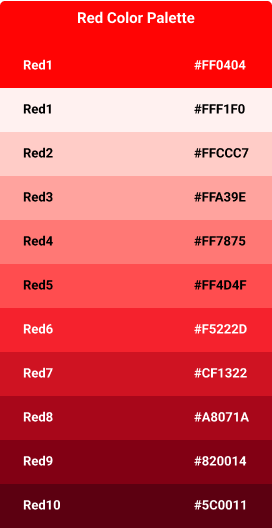 Red Color Palette
Red1 #FF0404
Red1 #FFF1F0
Red2 #FFCCC7
Red3 #FFA39E
Red4 #FF7875
Red5 #FF4D4F
Red6 #F5222D
Red7 #CF1322
Red8 #A8071A
Red9 #820014
Red10 #5C0011